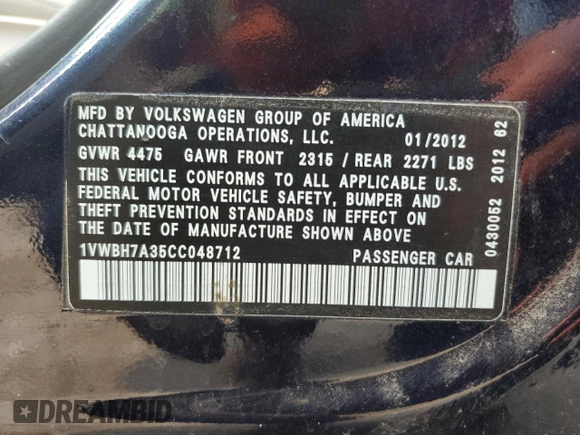 MFD BY VOLKSWAGEN GROUP OF AMERICA
CHATTANOOGA OPERATIONS, LLC. 01/2012
GVWR 4475 GAWR FRONT 2315 / REAR 2271 LBS
THIS VEHICLE CONFORMS TO ALL APPLICABLE U.S.
FEDERAL MOTOR VEHICLE SAFETY, BUMPER AND
THEFT PREVENTION STANDARDS IN EFFECT ON
THE DATE OF MANUFACTURE SHOWN ABOVE
1VWBH7A35CC048712 PASSENGER CAR
0430052 2012 62
DREAMBID